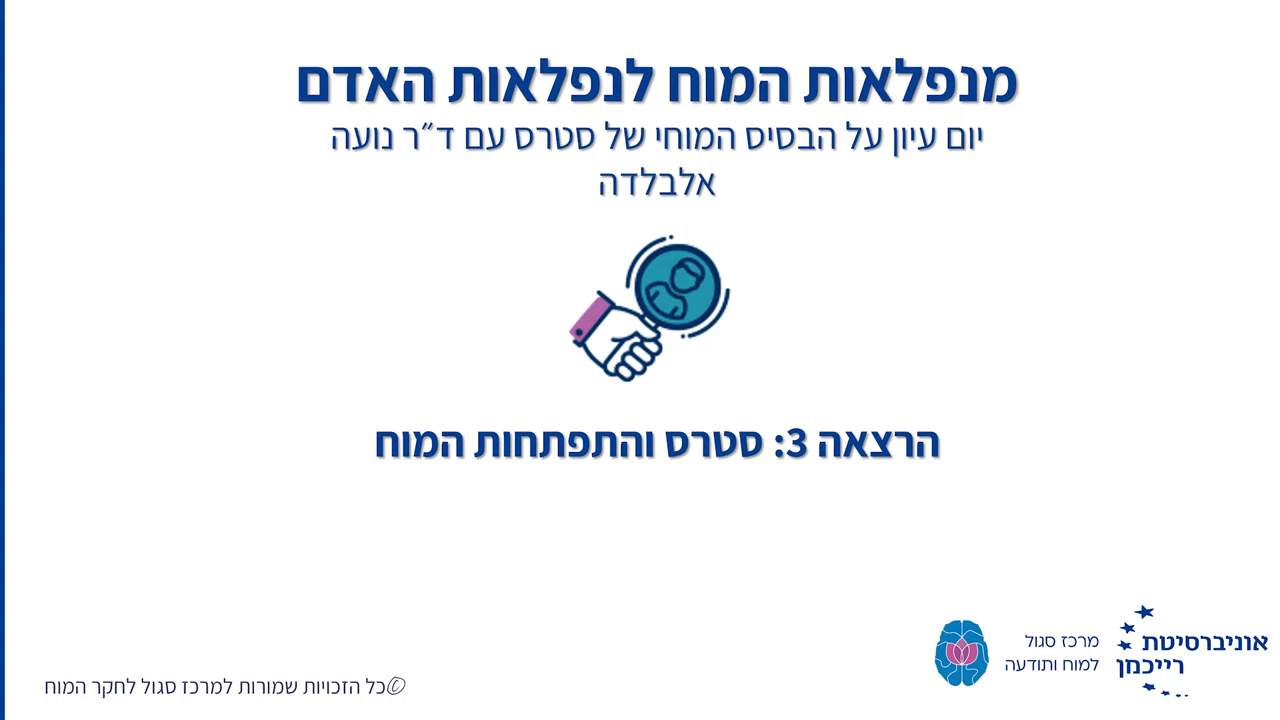 מנפלאות המוח לנפלאות האדם
יום עיון על הבסיס המוחי של סטרס עם ד״ר נועה
אלבלדה
הרצאה 3: סטרס והתפתחות המוח
אוניברסיטת
רייכמן
מרכז סגול
למוח ותודעה
©כל הזכויות שמורות למרכז סגול לחקר המוח